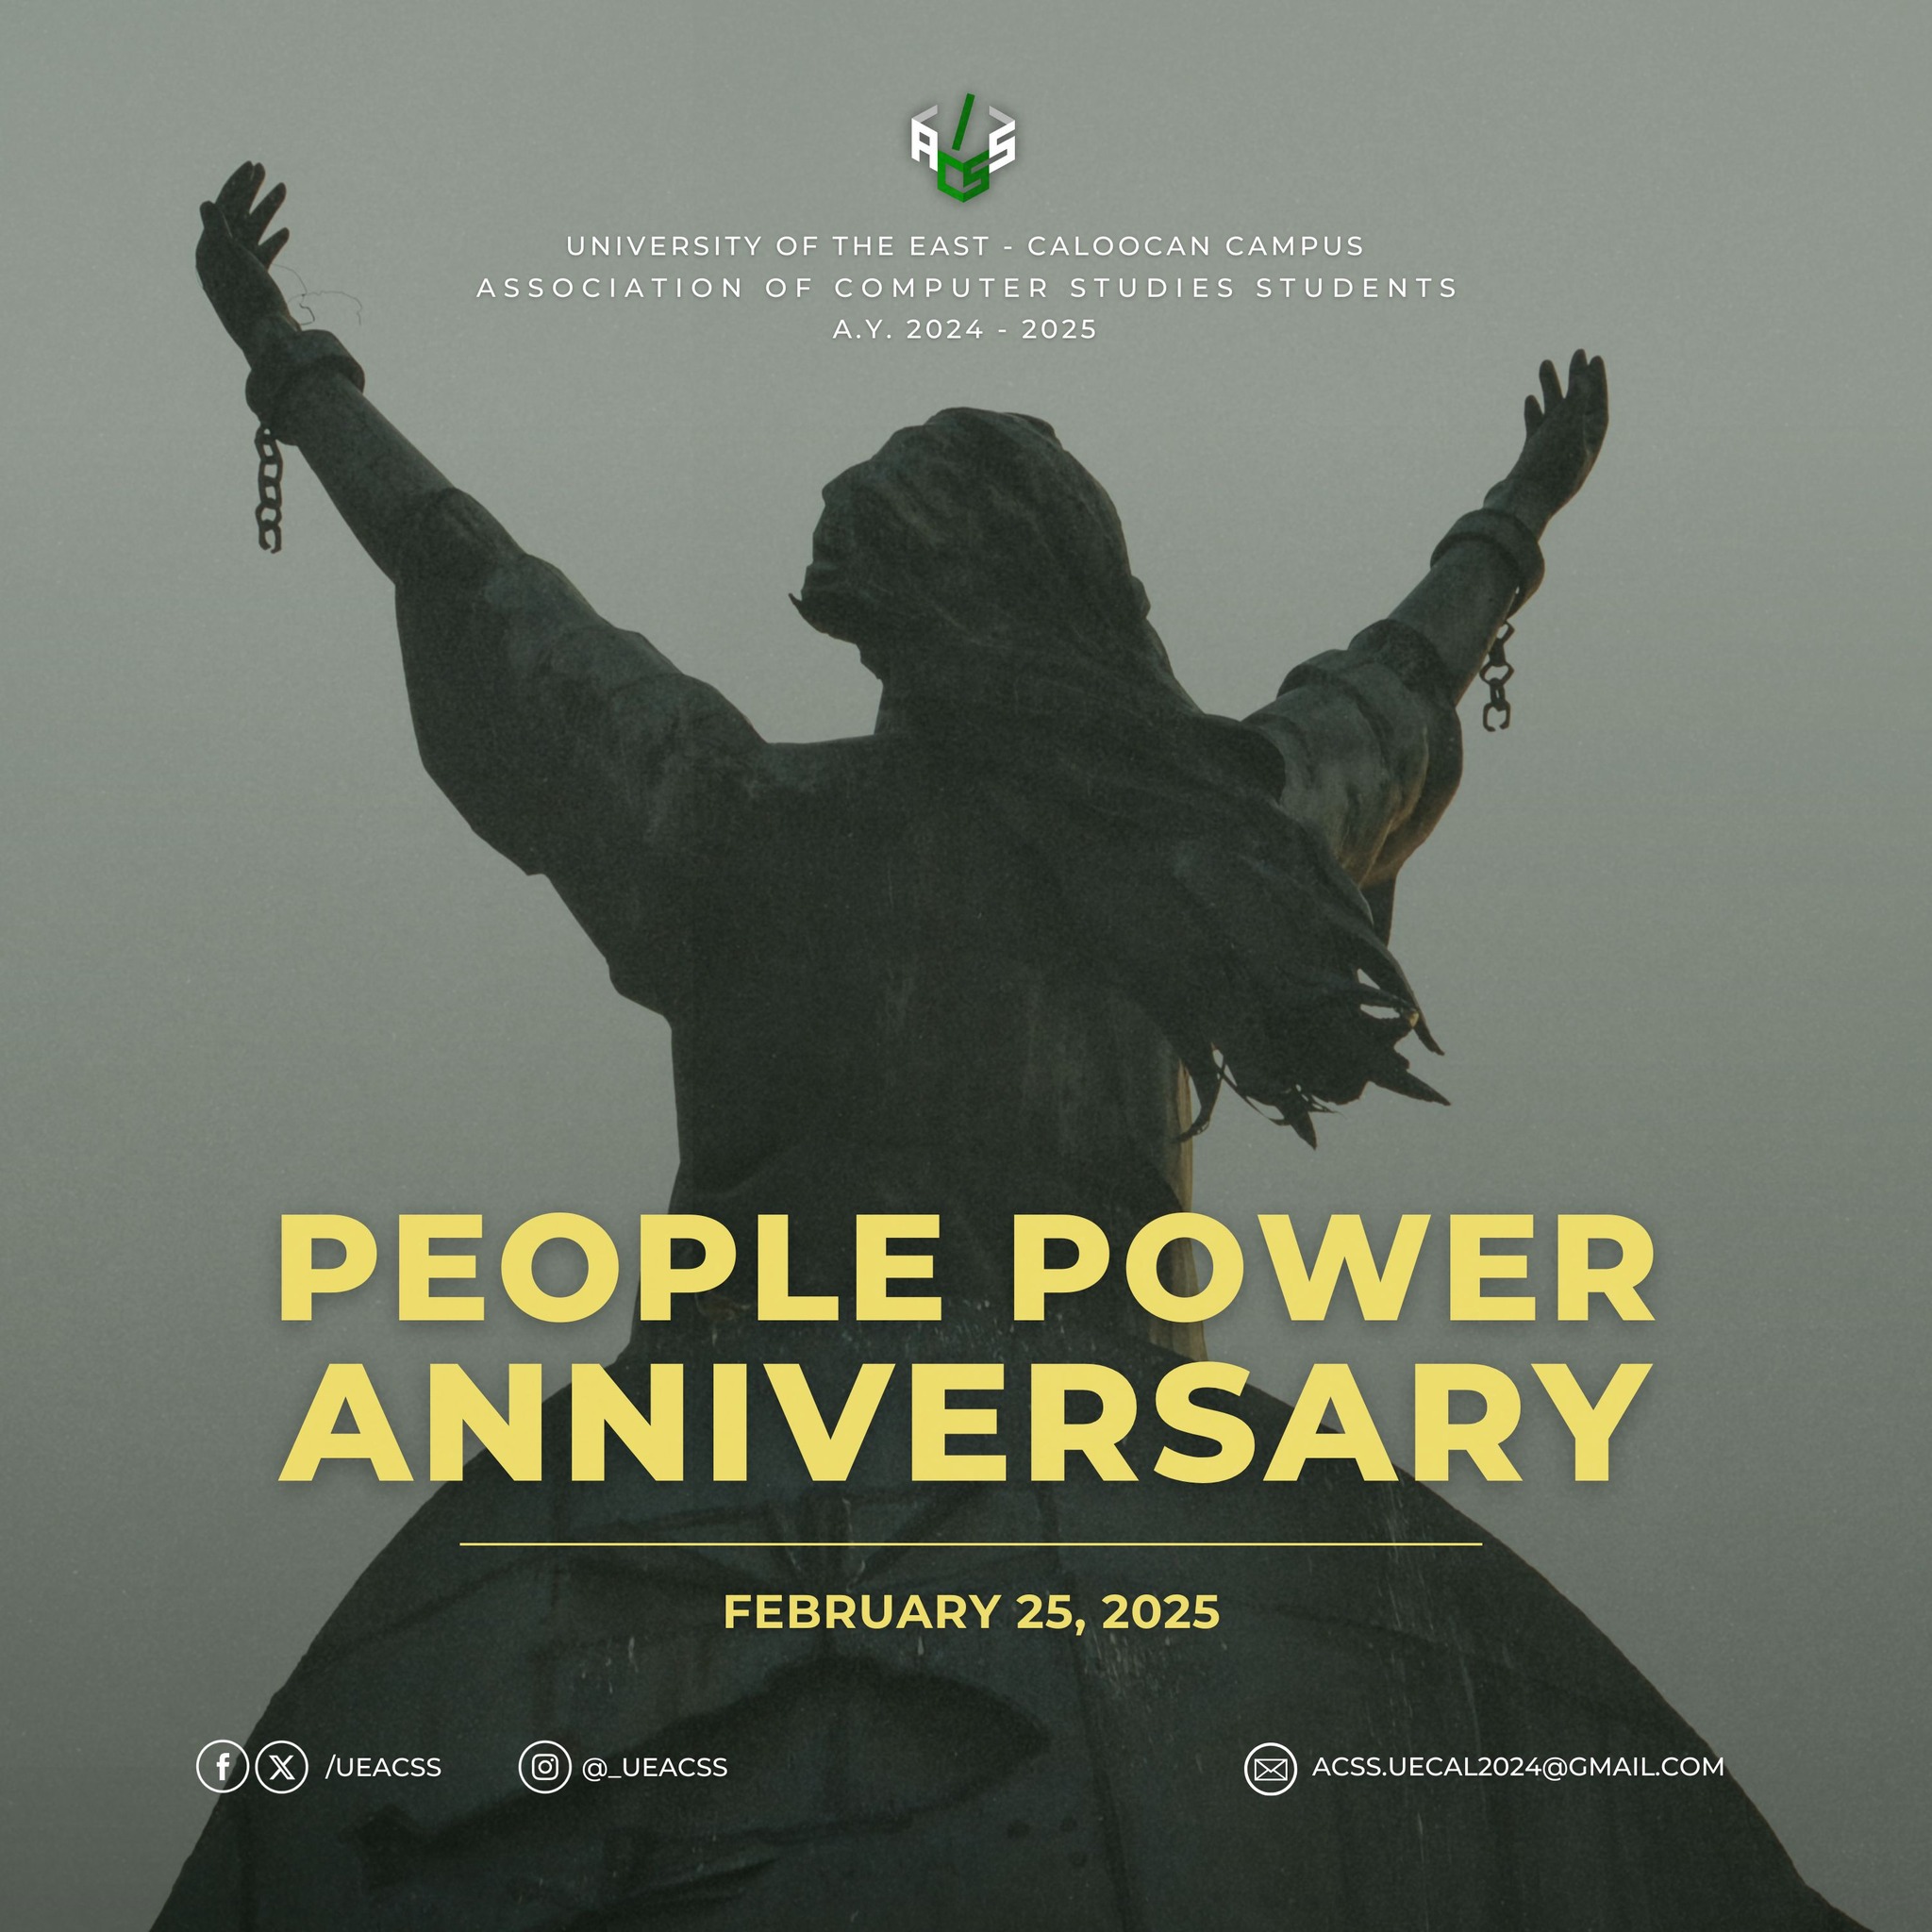 ACSS
UNIVERSITY OF THE EAST - CALOOCAN CAMPUS
ASSOCIATION OF COMPUTER STUDIES STUDENTS
A.Y. 2024 - 2025
PEOPLE POWER
ANNIVERSARY
FEBRUARY 25, 2025
/UEACSS @_UEACSS ACSS.UECAL2024@GMAIL.COM